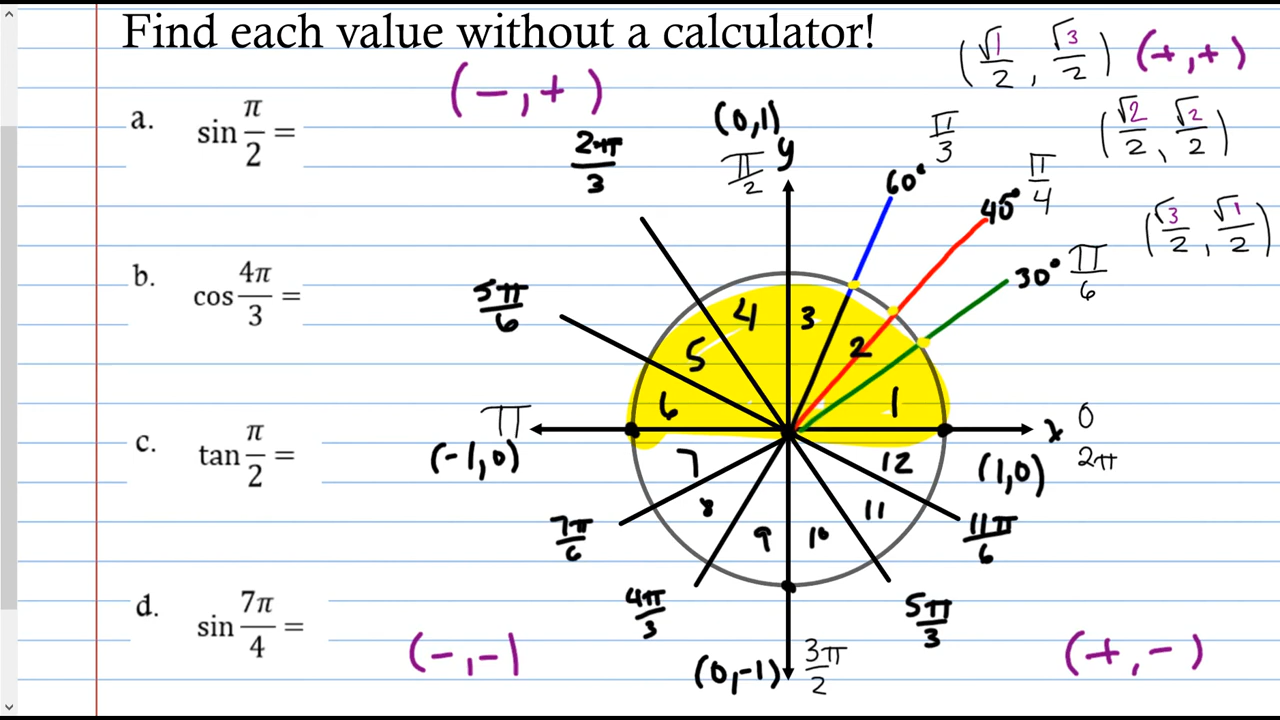 Find each value without a calculator!
a. sin π/2 =
b. cos 4π/3 =
c. tan π/2 =
d. sin 7π/4 =
(-,+)
(√1/2, √3/2) (+,+)
(√2/2, √2/2)
(√3/2, √1/2)
(0,1)
y
π/2
2π/3
60° π/3
45° π/4
30° π/6
5π/6
4 3
5 2
6 1
π
x 0
2π
(-1,0)
(1,0)
7 12
8 11
9 10
7π/6
11π/6
4π/3
5π/3
(-,-)
(0,-1)
3π/2
(+,-)